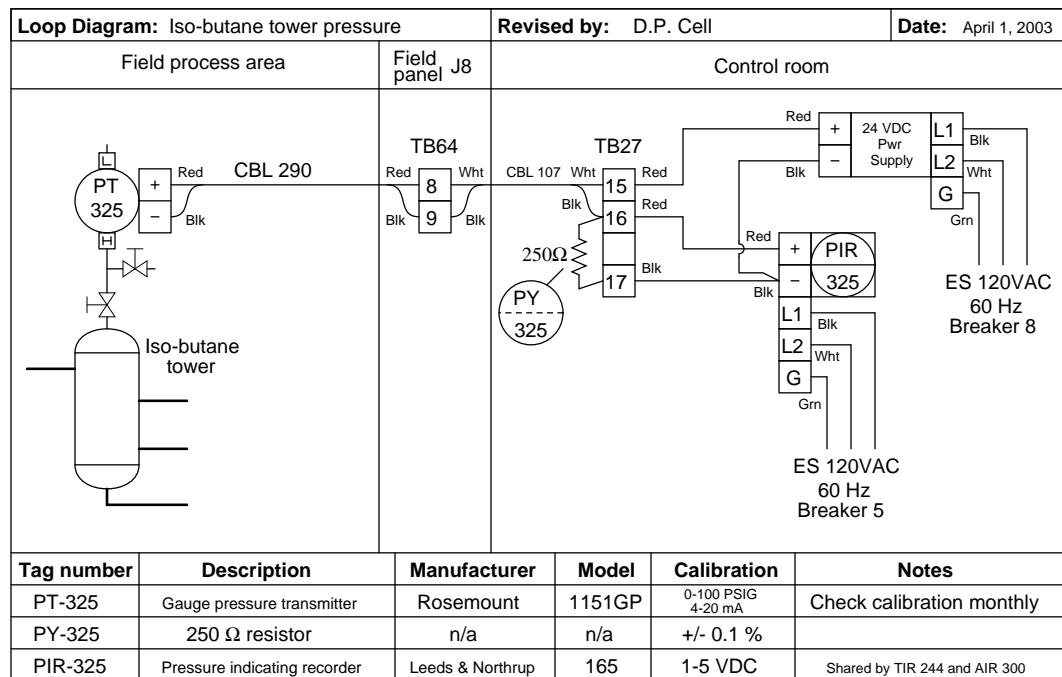 Loop Diagram: Iso-butane tower pressure
Revised by: D.P. Cell
Date: April 1, 2003
Field process area
Field panel J8
Control room
L
PT
325
H
+
−
Red
Blk
CBL 290
TB64
Red
Blk
8
9
Wht
Blk
CBL 107
Wht
Blk
TB27
15
16
17
Red
Red
Blk
250Ω
PY
325
Red
Blk
+
−
24 VDC
Pwr
Supply
L1
L2
G
Blk
Wht
Grn
ES 120VAC
60 Hz
Breaker 8
Red
Blk
+
−
PIR
325
L1
L2
G
Blk
Wht
Grn
ES 120VAC
60 Hz
Breaker 5
Iso-butane
tower
Tag number Description Manufacturer Model Calibration Notes
PT-325 Gauge pressure transmitter Rosemount 1151GP 0-100 PSIG 4-20 mA Check calibration monthly
PY-325 250 Ω resistor n/a n/a +/- 0.1 %
PIR-325 Pressure indicating recorder Leeds & Northrup 165 1-5 VDC Shared by TIR 244 and AIR 300